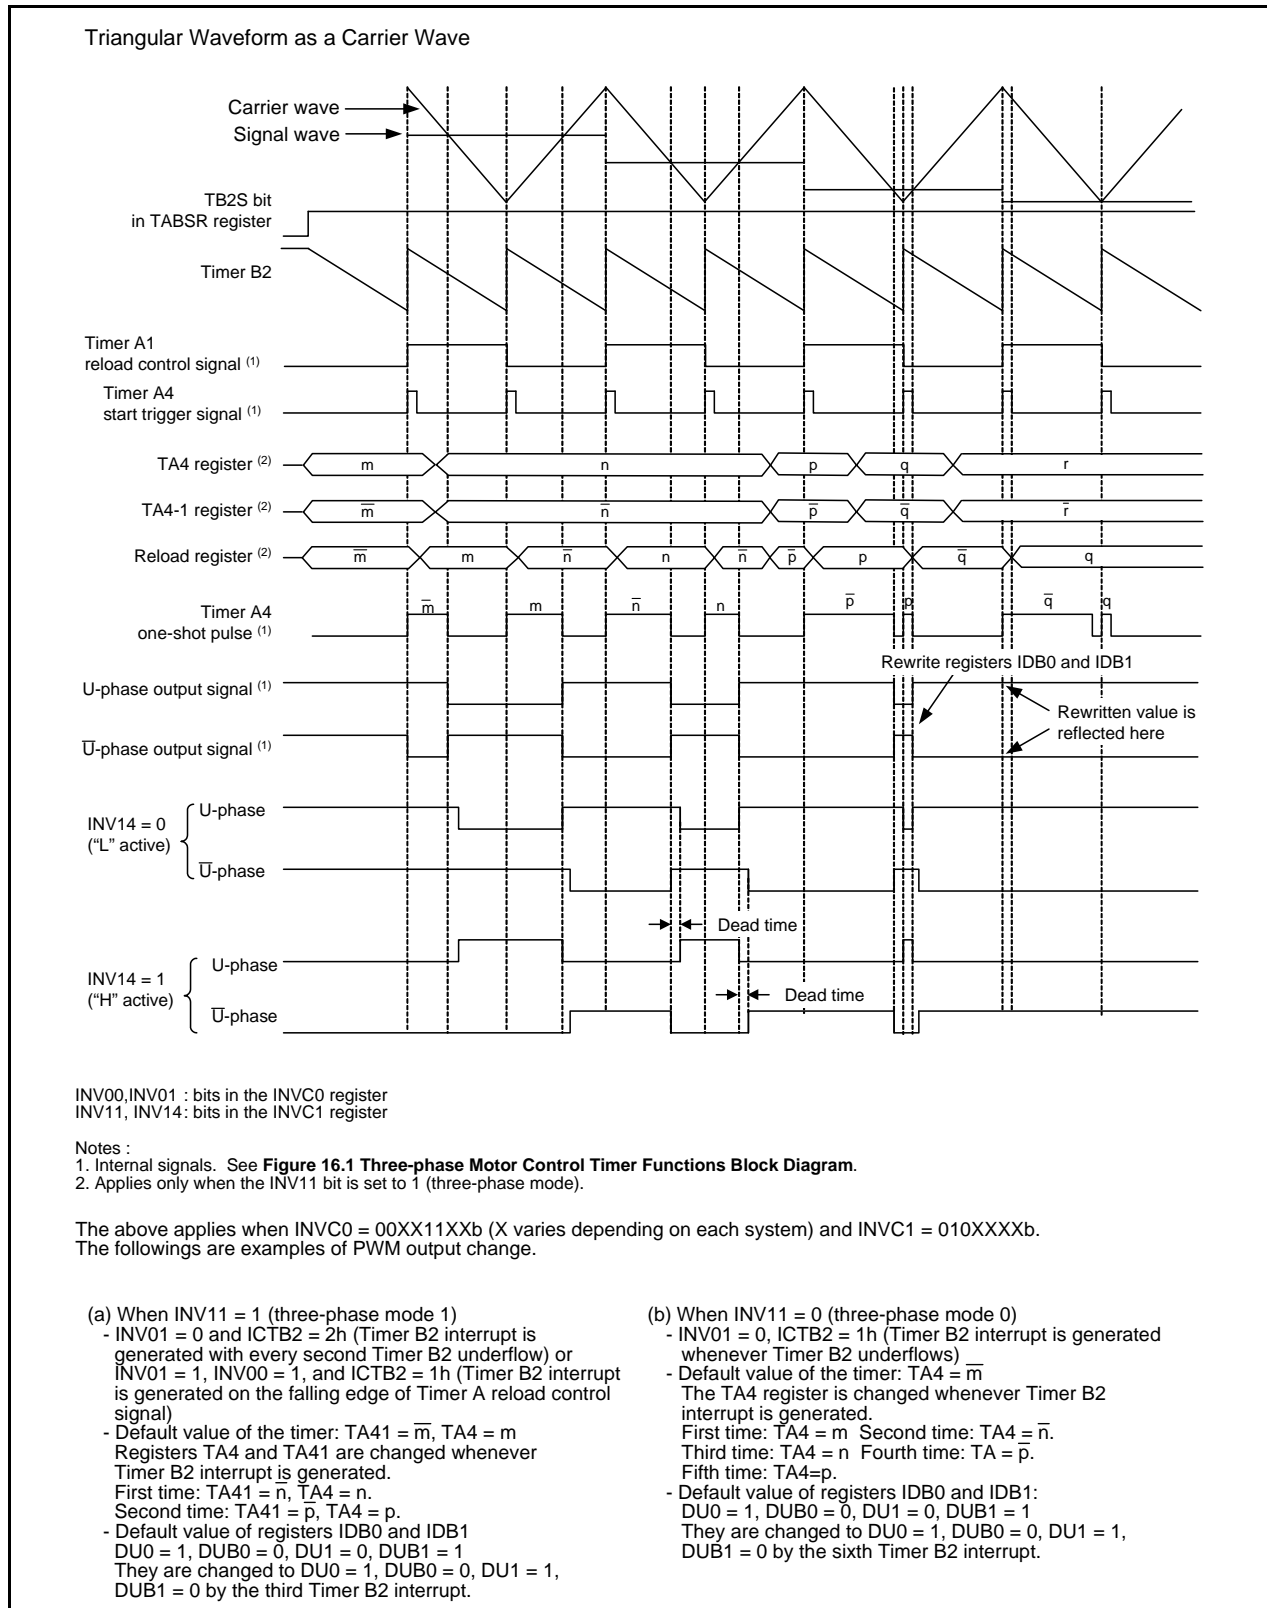 Triangular Waveform as a Carrier Wave
Carrier wave
Signal wave
TB2S bit
in TABSR register
Timer B2
Timer A1
reload control signal (1)
Timer A4
start trigger signal (1)
TA4 register (2)
m
n
p
q
r
TA4-1 register (2)
m̅
n̅
p̅
q̅
r̅
Reload register (2)
m̅
m
n̅
n
n̅
p̅
p
q̅
q
Timer A4
one-shot pulse (1)
m̅
m
n̅
n
p̅
p
q̅
q
Rewrite registers IDB0 and IDB1
U-phase output signal (1)
Rewritten value is
reflected here
U̅-phase output signal (1)
INV14 = 0
("L" active)
U-phase
U̅-phase
Dead time
INV14 = 1
("H" active)
U-phase
Dead time
U̅-phase
INV00,INV01 : bits in the INVC0 register
INV11, INV14: bits in the INVC1 register
Notes :
1. Internal signals. See Figure 16.1 Three-phase Motor Control Timer Functions Block Diagram.
2. Applies only when the INV11 bit is set to 1 (three-phase mode).
The above applies when INVC0 = 00XX11XXb (X varies depending on each system) and INVC1 = 010XXXXb.
The followings are examples of PWM output change.
(a) When INV11 = 1 (three-phase mode 1)
- INV01 = 0 and ICTB2 = 2h (Timer B2 interrupt is
generated with every second Timer B2 underflow) or
INV01 = 1, INV00 = 1, and ICTB2 = 1h (Timer B2 interrupt
is generated on the falling edge of Timer A reload control
signal)
- Default value of the timer: TA41 = m̅, TA4 = m
Registers TA4 and TA41 are changed whenever
Timer B2 interrupt is generated.
First time: TA41 = n̅, TA4 = n.
Second time: TA41 = p̅, TA4 = p.
- Default value of registers IDB0 and IDB1
DU0 = 1, DUB0 = 0, DU1 = 0, DUB1 = 1
They are changed to DU0 = 1, DUB0 = 0, DU1 = 1,
DUB1 = 0 by the third Timer B2 interrupt.
(b) When INV11 = 0 (three-phase mode 0)
- INV01 = 0, ICTB2 = 1h (Timer B2 interrupt is generated
whenever Timer B2 underflows)
- Default value of the timer: TA4 = m̅
The TA4 register is changed whenever Timer B2
interrupt is generated.
First time: TA4 = m Second time: TA4 = n̅.
Third time: TA4 = n Fourth time: TA = p̅.
Fifth time: TA4=p.
- Default value of registers IDB0 and IDB1:
DU0 = 1, DUB0 = 0, DU1 = 0, DUB1 = 1
They are changed to DU0 = 1, DUB0 = 0, DU1 = 1,
DUB1 = 0 by the sixth Timer B2 interrupt.